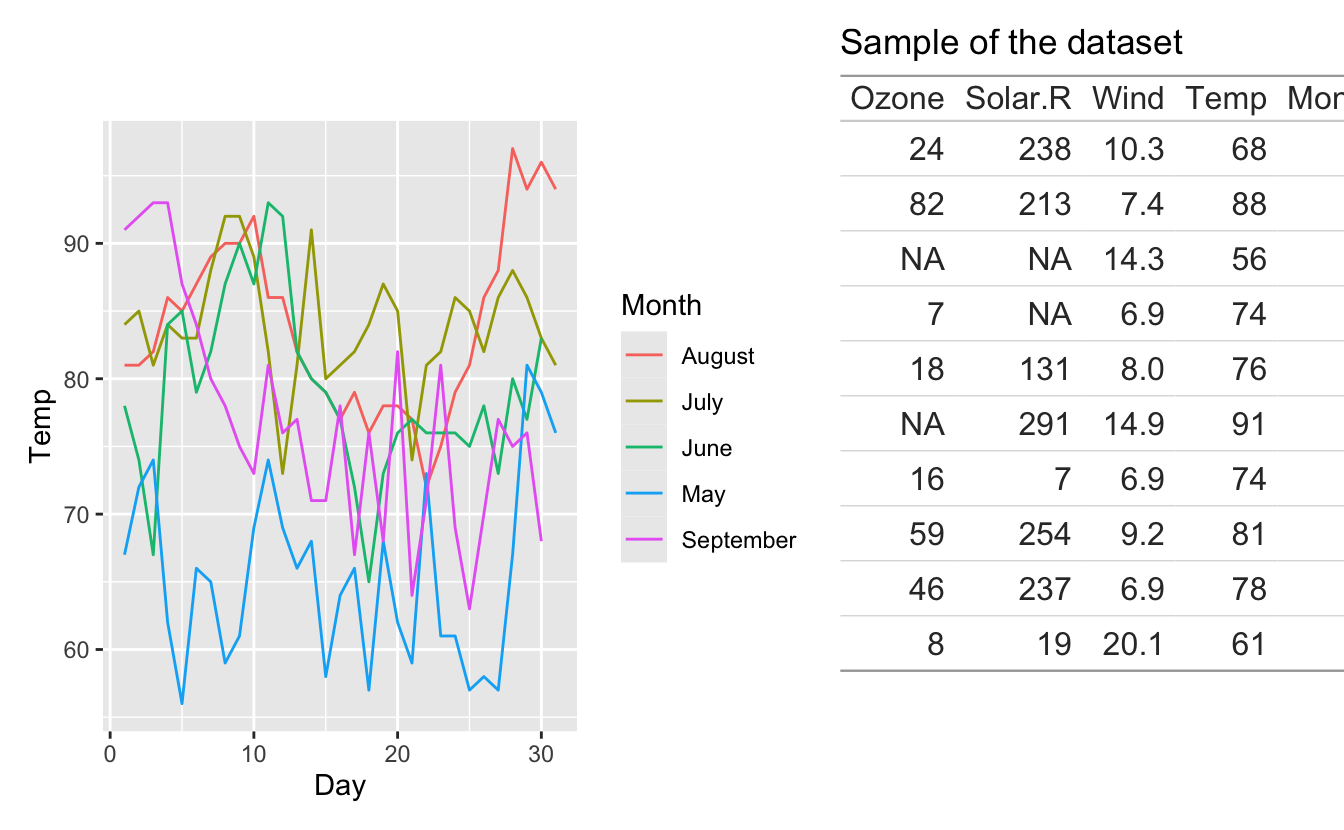 90
80
70
60
Temp
0 10 20 30
Day
Month
August
July
June
May
September
Sample of the dataset
Ozone Solar.R Wind Temp Mon
24 238 10.3 68
82 213 7.4 88
NA NA 14.3 56
7 NA 6.9 74
18 131 8.0 76
NA 291 14.9 91
16 7 6.9 74
59 254 9.2 81
46 237 6.9 78
8 19 20.1 61